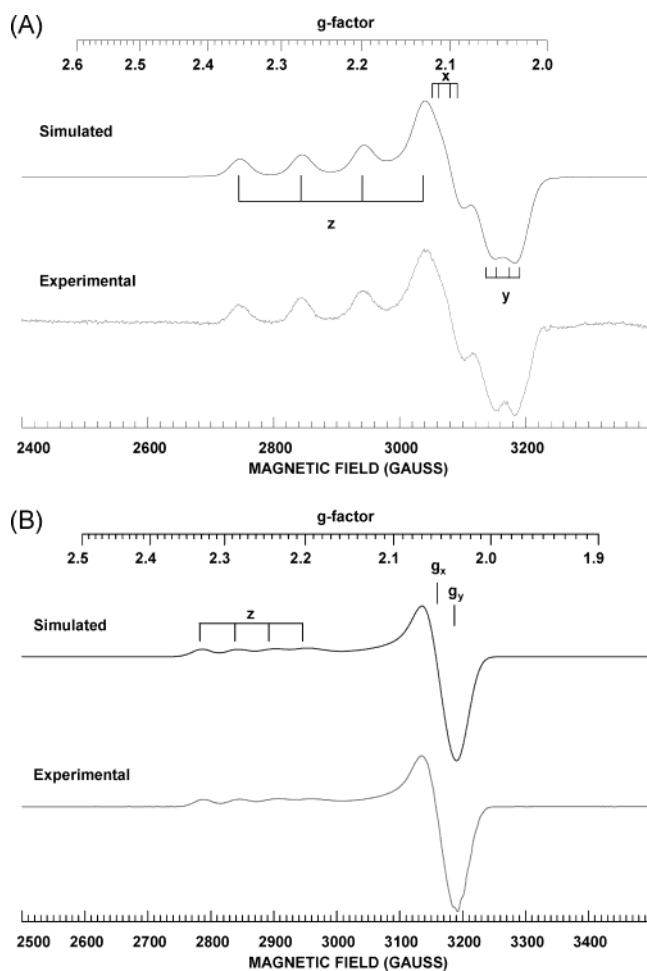 (A)
g-factor
2.6 2.5 2.4 2.3 2.2 2.1 2.0
x
Simulated
z
Experimental
y
2400 2600 2800 3000 3200
MAGNETIC FIELD (GAUSS)
(B)
g-factor
2.5 2.4 2.3 2.2 2.1 2.0 1.9
gx
gy
z
Simulated
Experimental
2500 2600 2700 2800 2900 3000 3100 3200 3300 3400
MAGNETIC FIELD (GAUSS)